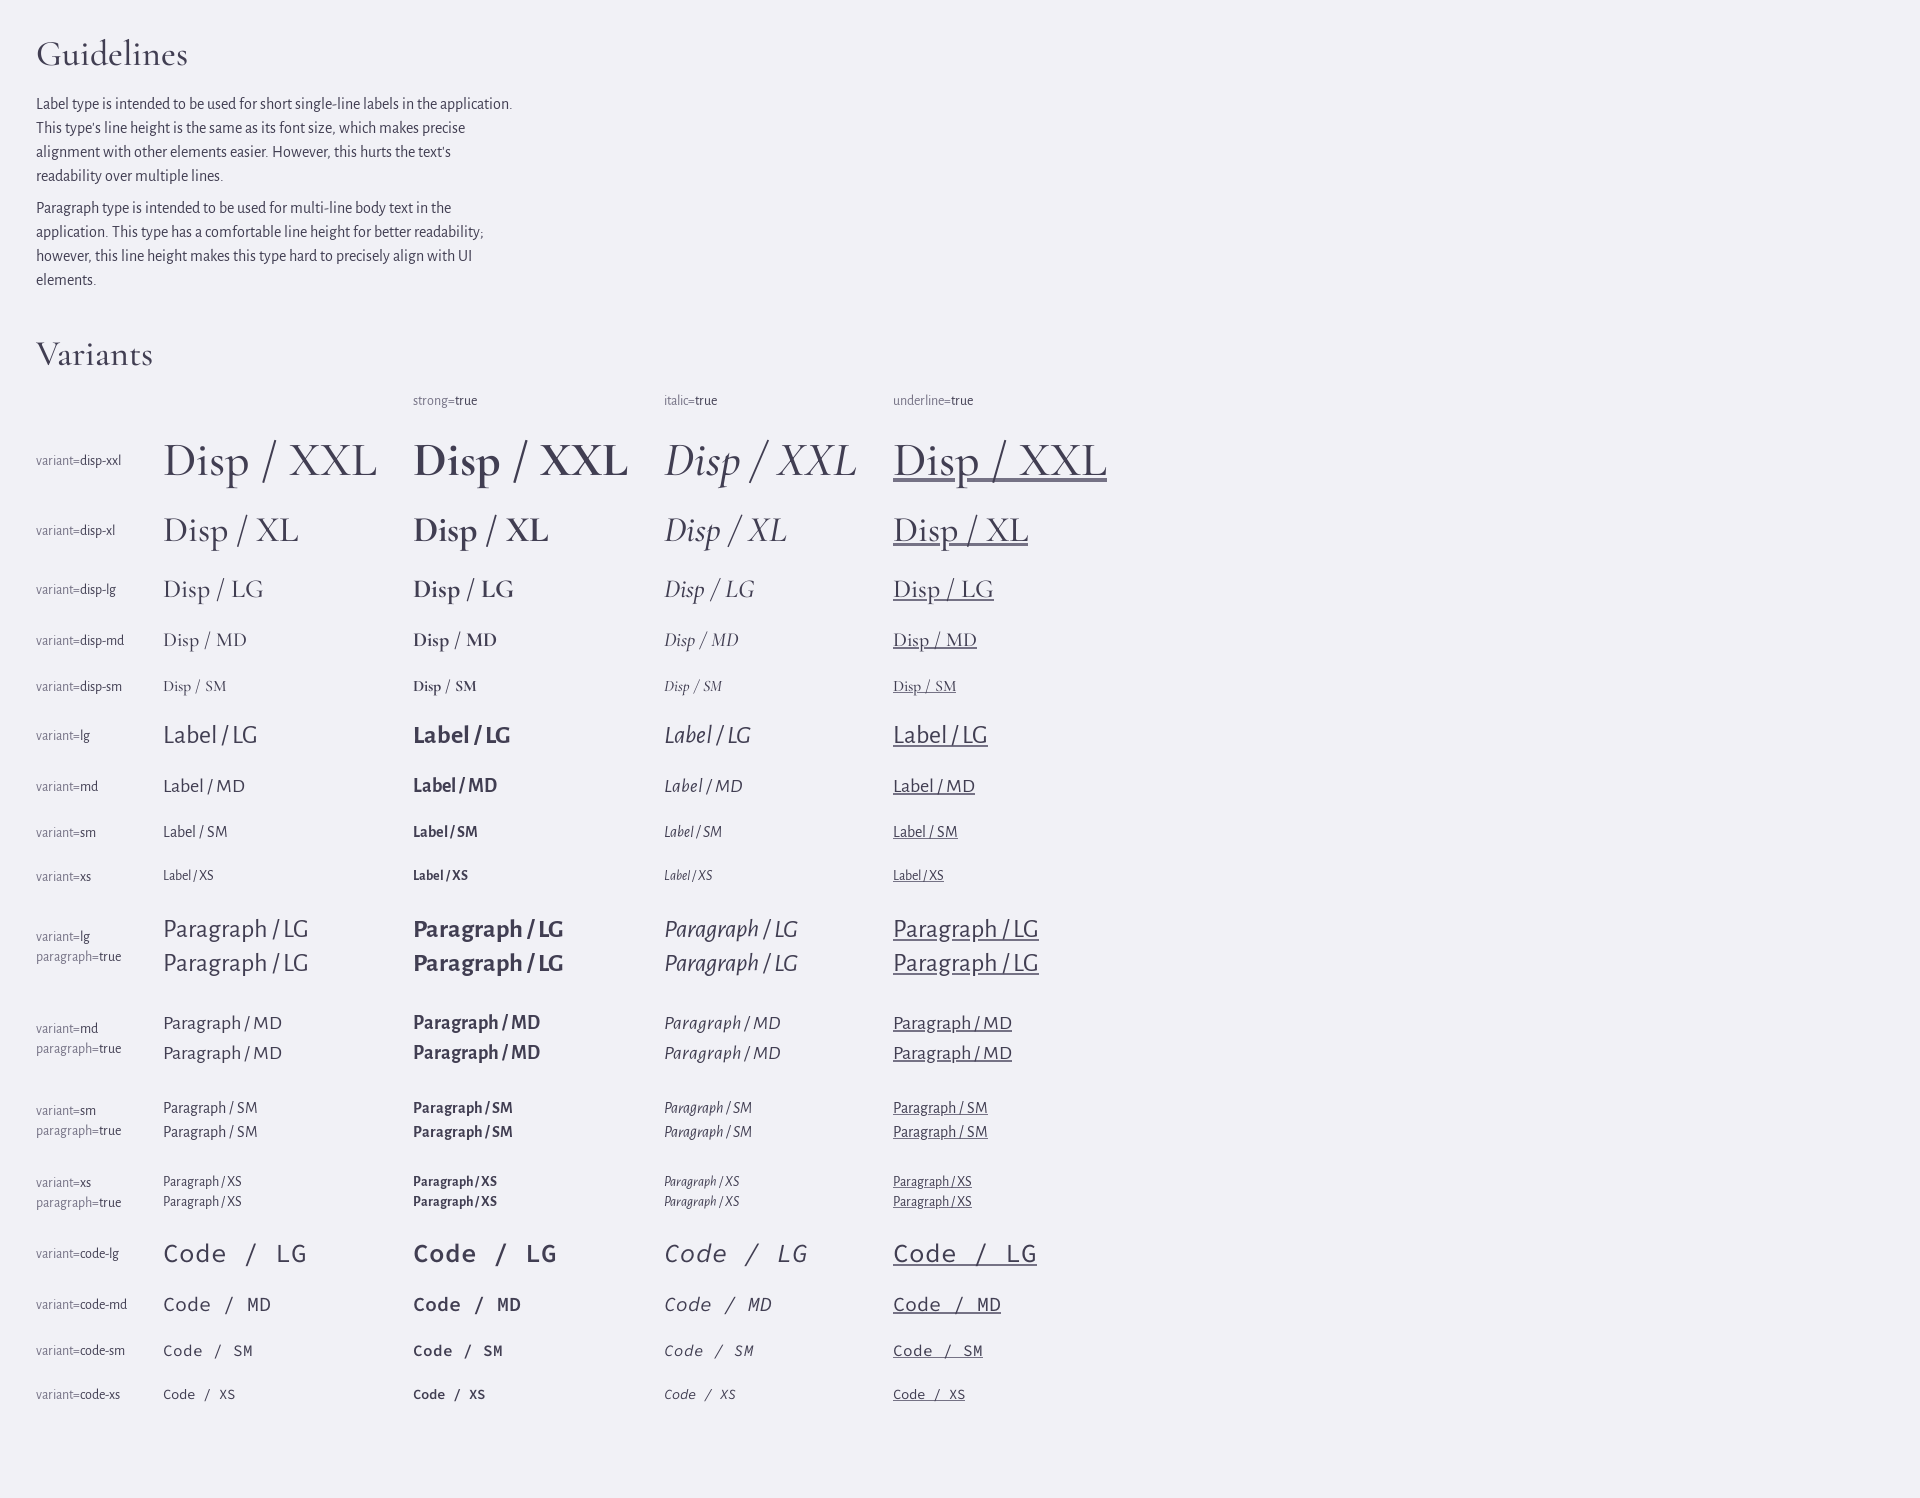 Guidelines
Label type is intended to be used for short single-line labels in the application.
This type's line height is the same as its font size, which makes precise
alignment with other elements easier. However, this hurts the text's
readability over multiple lines.
Paragraph type is intended to be used for multi-line body text in the
application. This type has a comfortable line height for better readability;
however, this line height makes this type hard to precisely align with UI
elements.
Variants
strong=true italic=true underline=true
variant=disp-xxl Disp / XXL Disp / XXL Disp / XXL Disp / XXL
variant=disp-xl Disp / XL Disp / XL Disp / XL Disp / XL
variant=disp-lg Disp / LG Disp / LG Disp / LG Disp / LG
variant=disp-md Disp / MD Disp / MD Disp / MD Disp / MD
variant=disp-sm Disp / SM Disp / SM Disp / SM Disp / SM
variant=lg Label / LG Label / LG Label / LG Label / LG
variant=md Label / MD Label / MD Label / MD Label / MD
variant=sm Label / SM Label / SM Label / SM Label / SM
variant=xs Label / XS Label / XS Label / XS Label / XS
variant=lg Paragraph / LG Paragraph / LG Paragraph / LG Paragraph / LG
paragraph=true Paragraph / LG Paragraph / LG Paragraph / LG Paragraph / LG
variant=md Paragraph / MD Paragraph / MD Paragraph / MD Paragraph / MD
paragraph=true Paragraph / MD Paragraph / MD Paragraph / MD Paragraph / MD
variant=sm Paragraph / SM Paragraph / SM Paragraph / SM Paragraph / SM
paragraph=true Paragraph / SM Paragraph / SM Paragraph / SM Paragraph / SM
variant=xs Paragraph / XS Paragraph / XS Paragraph / XS Paragraph / XS
paragraph=true Paragraph / XS Paragraph / XS Paragraph / XS Paragraph / XS
variant=code-lg Code / LG Code / LG Code / LG Code / LG
variant=code-md Code / MD Code / MD Code / MD Code / MD
variant=code-sm Code / SM Code / SM Code / SM Code / SM
variant=code-xs Code / XS Code / XS Code / XS Code / XS